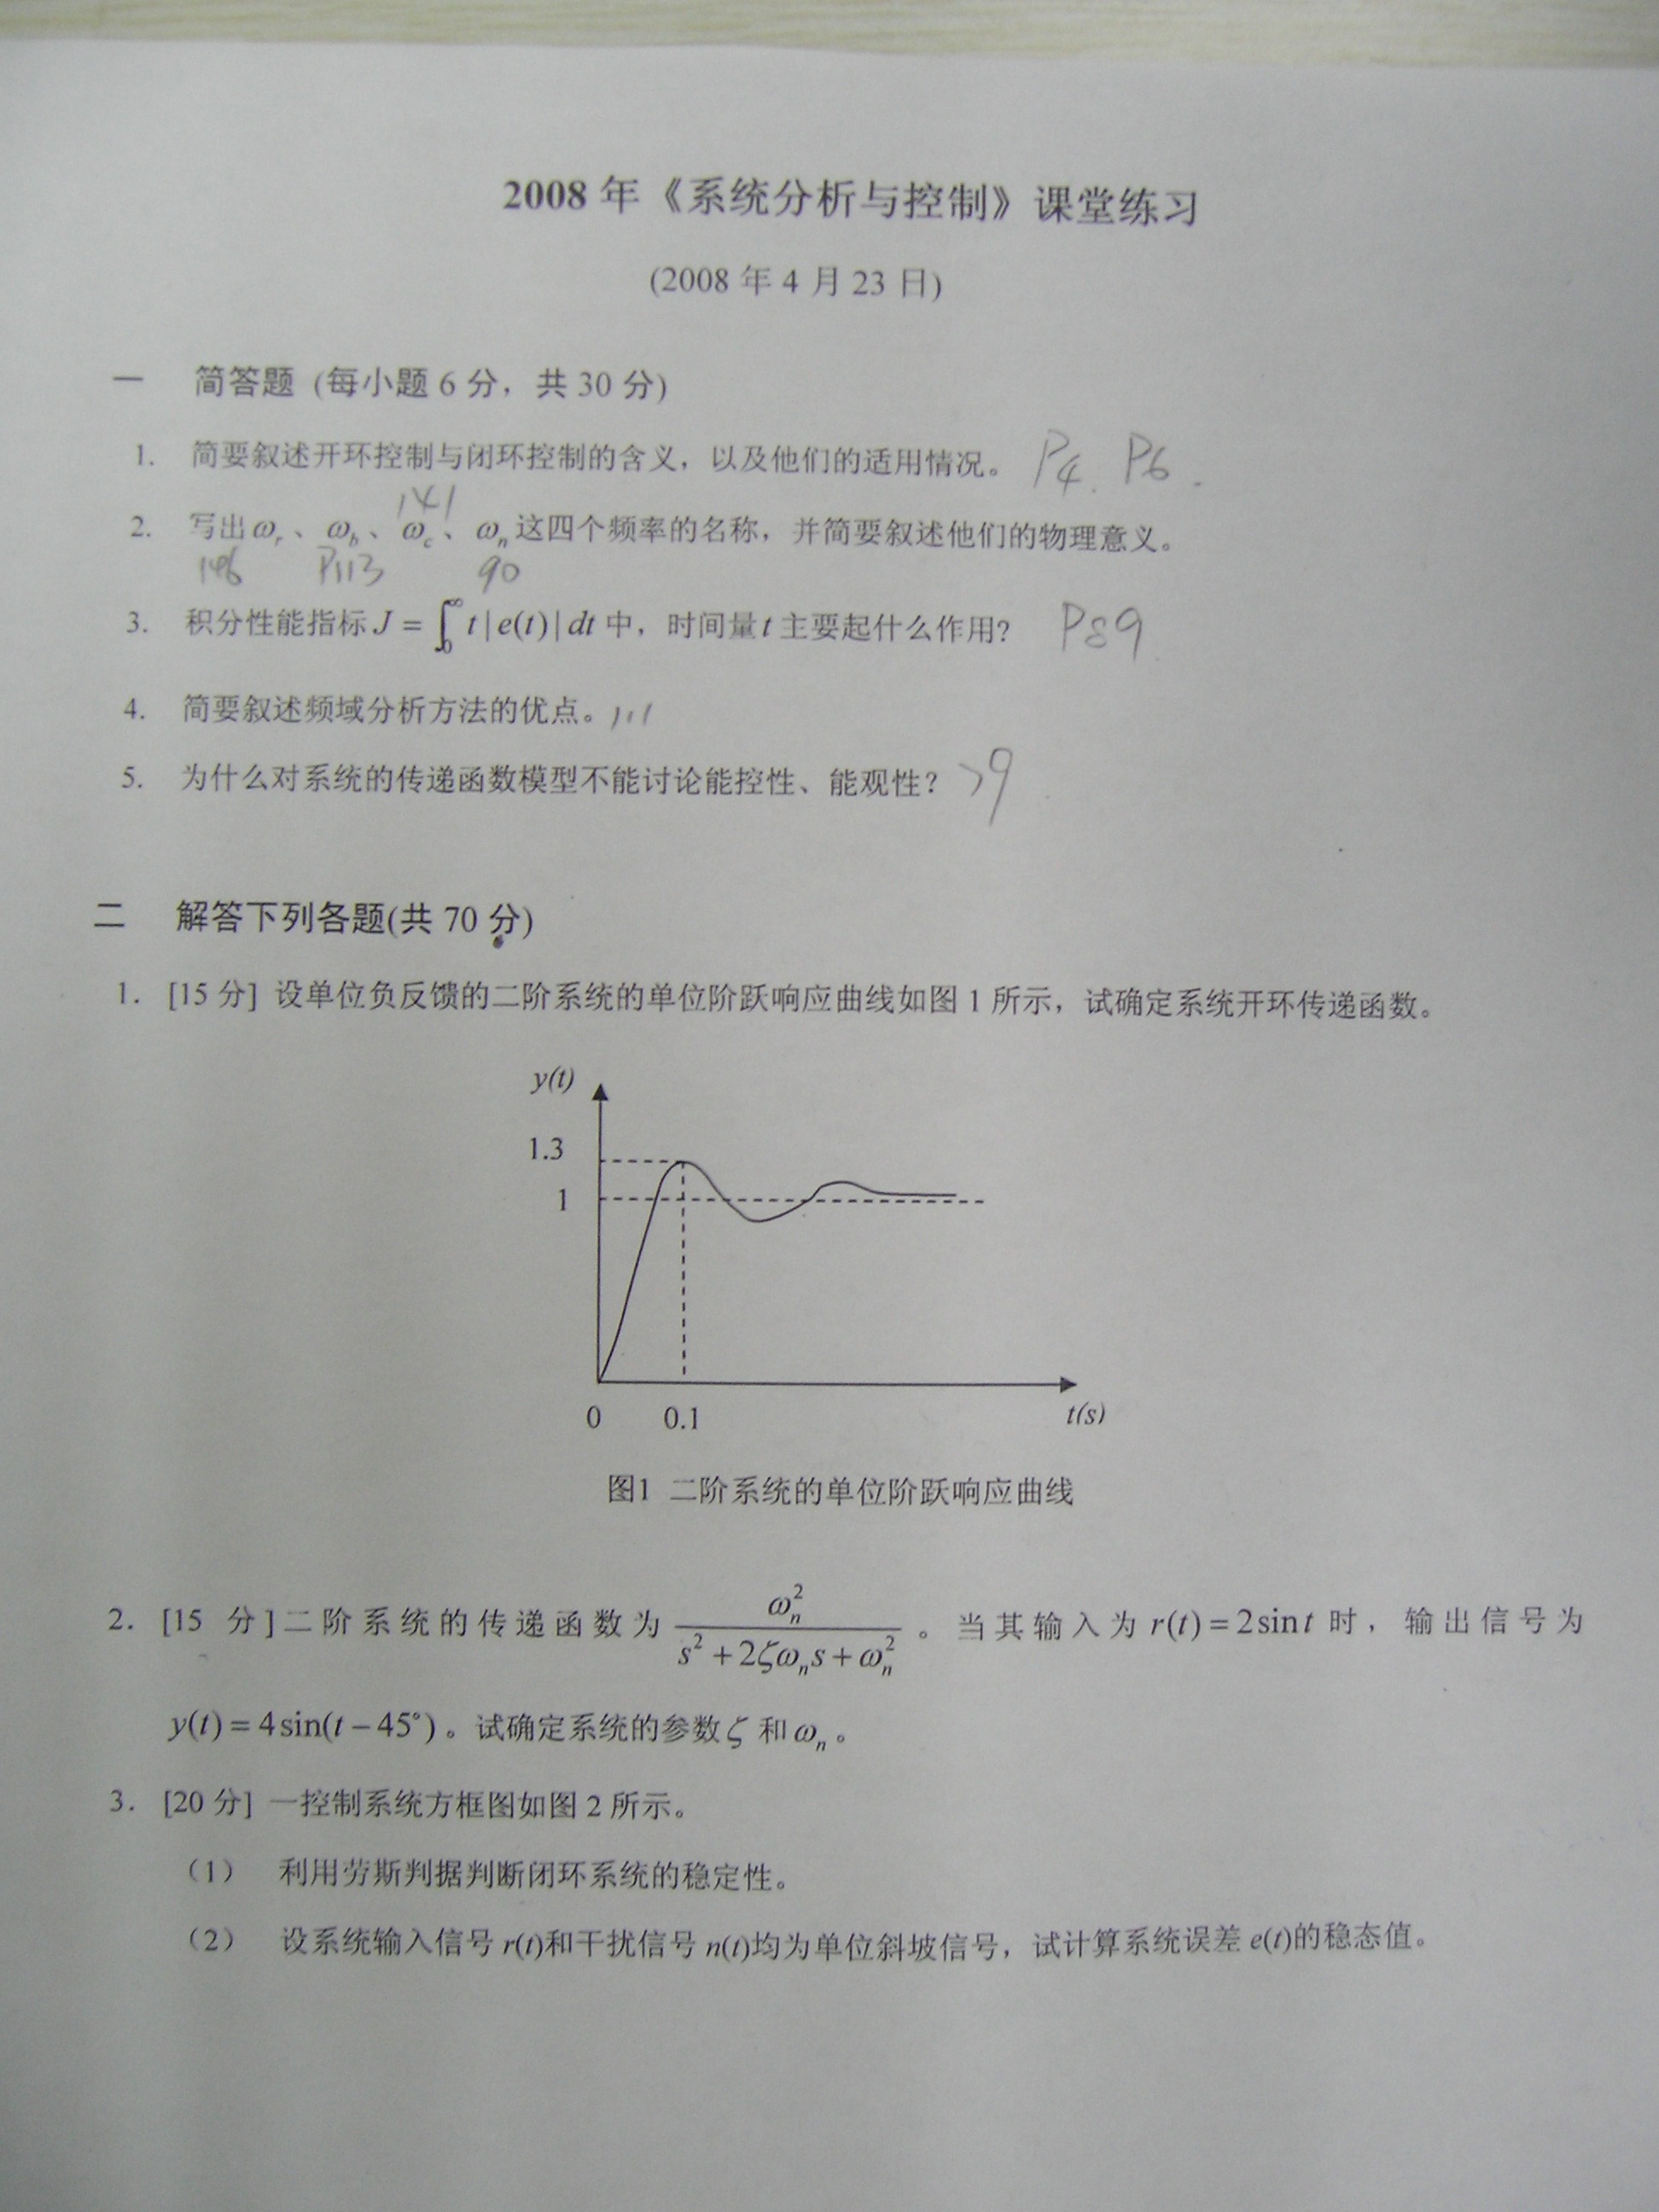 2008 年《系统分析与控制》课堂练习
(2008 年 4 月 23 日)
一 简答题 (每小题 6 分，共 30 分)
1. 简要叙述开环控制与闭环控制的含义，以及他们的适用情况。 P4. P6.
141
2. 写出 ω_r 、 ω_b 、 ω_c 、 ω_n 这四个频率的名称，并简要叙述他们的物理意义。
146 P113 90
3. 积分性能指标 J = ∫_0^∞ t | e(t) | dt 中，时间量 t 主要起什么作用? P89
4. 简要叙述频域分析方法的优点。 111
5. 为什么对系统的传递函数模型不能讨论能控性、能观性?
二 解答下列各题(共 70 分)
1. [15 分] 设单位负反馈的二阶系统的单位阶跃响应曲线如图 1 所示，试确定系统开环传递函数。
y(t)
1.3
1
0 0.1 t(s)
图1 二阶系统的单位阶跃响应曲线
2. [15 分]二阶系统的传递函数为 ω_n^2 / (s^2 + 2ζω_n s + ω_n^2) 。当其输入为 r(t) = 2 sin t 时，输出信号为
y(t) = 4 sin(t − 45°) 。试确定系统的参数 ζ 和 ω_n 。
3. [20 分] 一控制系统方框图如图 2 所示。
（1） 利用劳斯判据判断闭环系统的稳定性。
（2） 设系统输入信号 r(t)和干扰信号 n(t)均为单位斜坡信号，试计算系统误差 e(t)的稳态值。